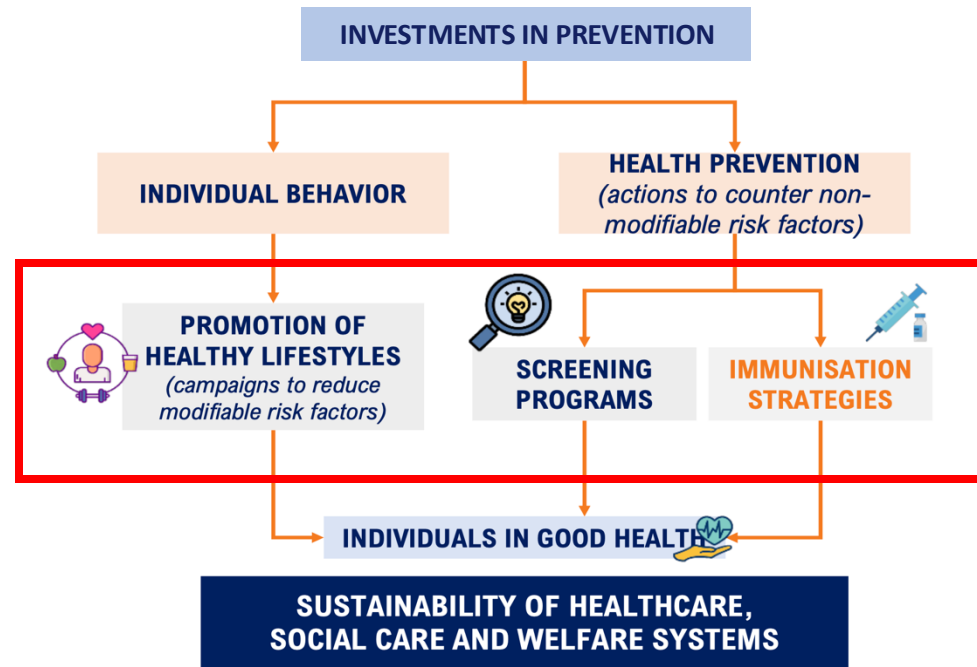 INVESTMENTS IN PREVENTION
INDIVIDUAL BEHAVIOR
HEALTH PREVENTION
(actions to counter non-
modifiable risk factors)
PROMOTION OF
HEALTHY LIFESTYLES
(campaigns to reduce
modifiable risk factors)
SCREENING
PROGRAMS
IMMUNISATION
STRATEGIES
INDIVIDUALS IN GOOD HEALTH
SUSTAINABILITY OF HEALTHCARE,
SOCIAL CARE AND WELFARE SYSTEMS